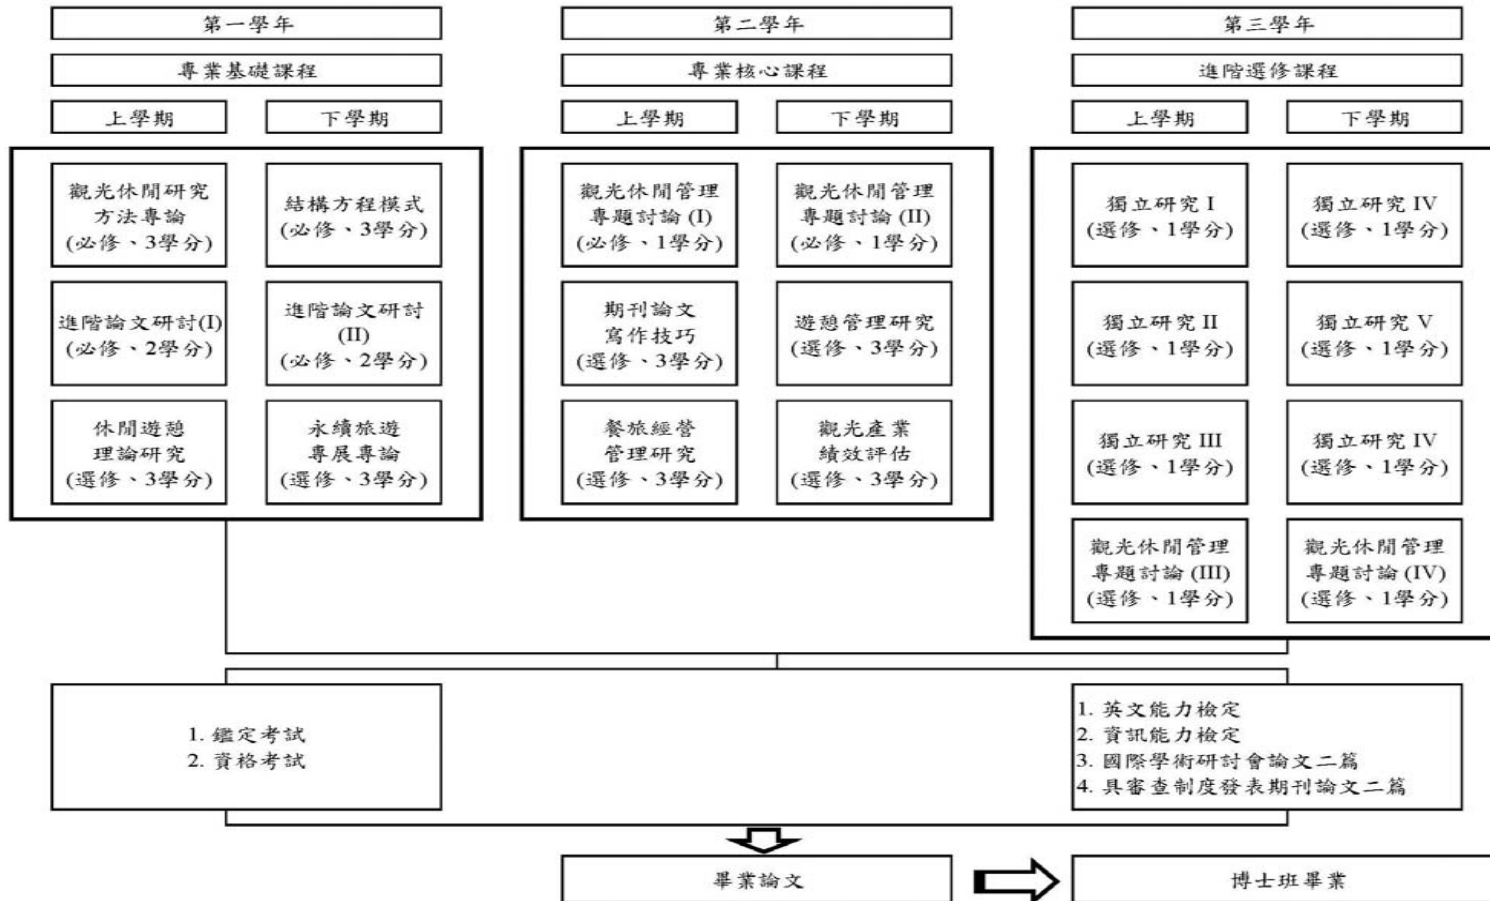 第一學年
專業基礎課程
上學期
下學期
觀光休閒研究
方法專論
(必修、3學分)
結構方程模式
(必修、3學分)
進階論文研討(I)
(必修、2學分)
進階論文研討
(II)
(必修、2學分)
休閒遊憩
理論研究
(選修、3學分)
永續旅遊
專展專論
(選修、3學分)
第二學年
專業核心課程
上學期
下學期
觀光休閒管理
專題討論 (I)
(必修、1學分)
觀光休閒管理
專題討論 (II)
(必修、1學分)
期刊論文
寫作技巧
(選修、3學分)
遊憩管理研究
(選修、3學分)
餐旅經營
管理研究
(選修、3學分)
觀光產業
績效評估
(選修、3學分)
第三學年
進階選修課程
上學期
下學期
獨立研究 I
(選修、1學分)
獨立研究 IV
(選修、1學分)
獨立研究 II
(選修、1學分)
獨立研究 V
(選修、1學分)
獨立研究 III
(選修、1學分)
獨立研究 IV
(選修、1學分)
觀光休閒管理
專題討論 (III)
(選修、1學分)
觀光休閒管理
專題討論 (IV)
(選修、1學分)
1. 鑑定考試
2. 資格考試
1. 英文能力檢定
2. 資訊能力檢定
3. 國際學術研討會論文二篇
4. 具審查制度發表期刊論文二篇
畢業論文
博士班畢業